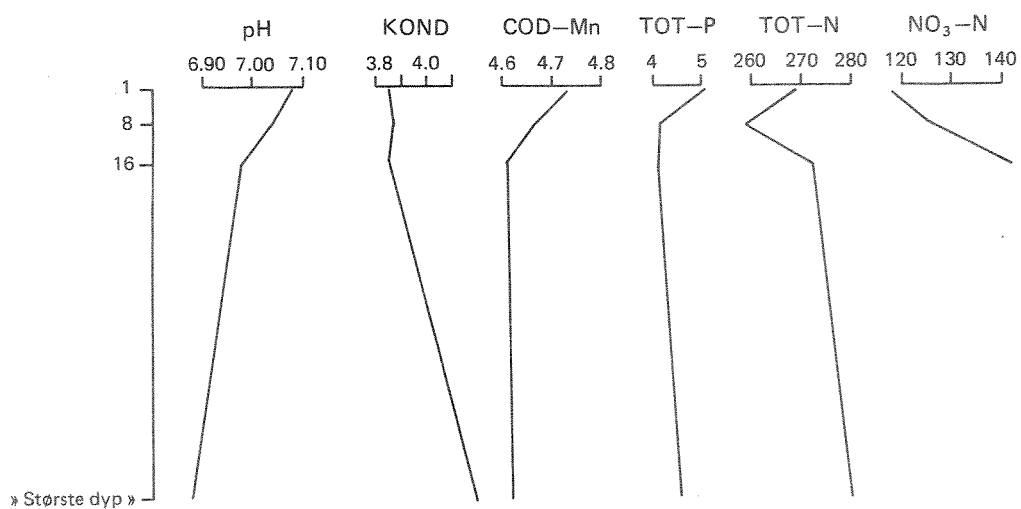 pH KOND COD–Mn TOT–P TOT–N NO₃–N
6.90 7.00 7.10 3.8 4.0 4.6 4.7 4.8 4 5 260 270 280 120 130 140
1
8
16
» Største dyp »